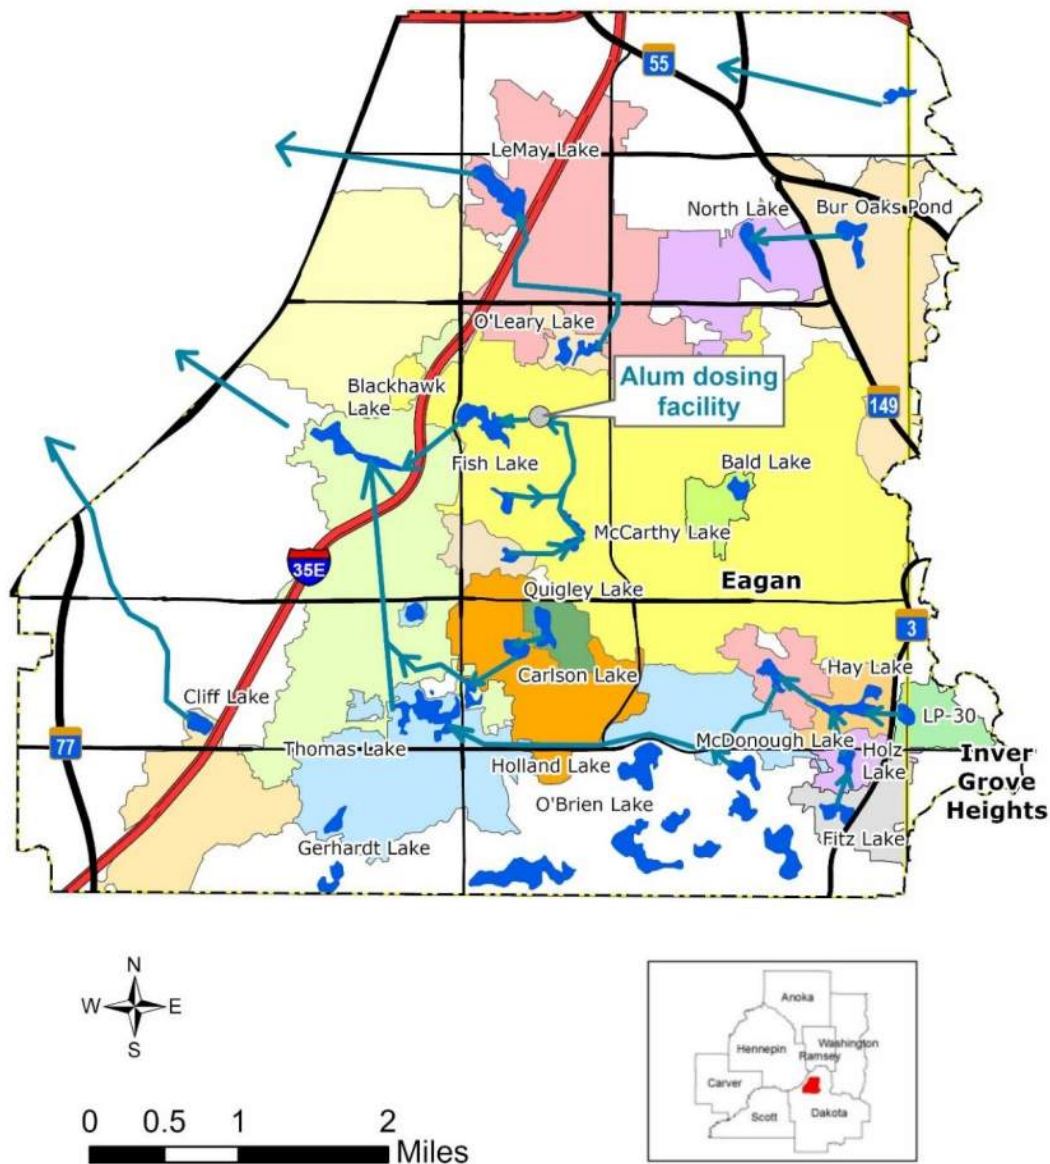 55
LeMay Lake
North Lake
Bur Oaks Pond
O'Leary Lake
Alum dosing
facility
Blackhawk
Lake
149
Fish Lake
Bald Lake
McCarthy Lake
35E
Eagan
Quigley Lake
3
Hay Lake
Carlson Lake
Cliff Lake
LP-30
77
Thomas Lake
McDonough Lake
Holz
Lake
Holland Lake
Inver
Grove
Heights
O'Brien Lake
Fitz Lake
Gerhardt Lake
N
W
E
S
Anoka
Hennepin
Washington
Ramsey
Carver
Scott
Dakota
0 0.5 1 2
Miles